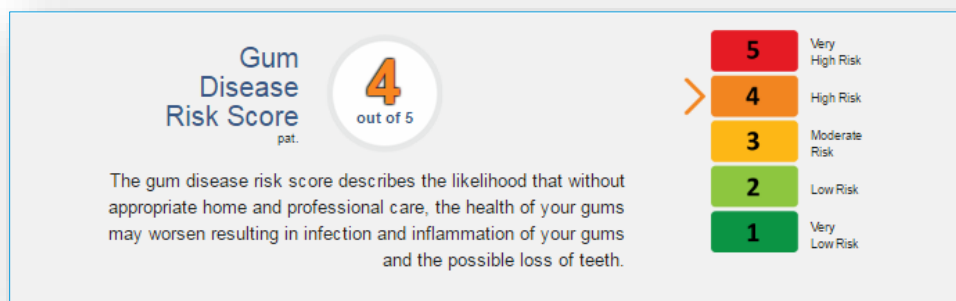 Gum
Disease
Risk Score
pat.
4
out of 5
The gum disease risk score describes the likelihood that without
appropriate home and professional care, the health of your gums
may worsen resulting in infection and inflammation of your gums
and the possible loss of teeth.
5
Very
High Risk
4
High Risk
3
Moderate
Risk
2
Low Risk
1
Very
Low Risk